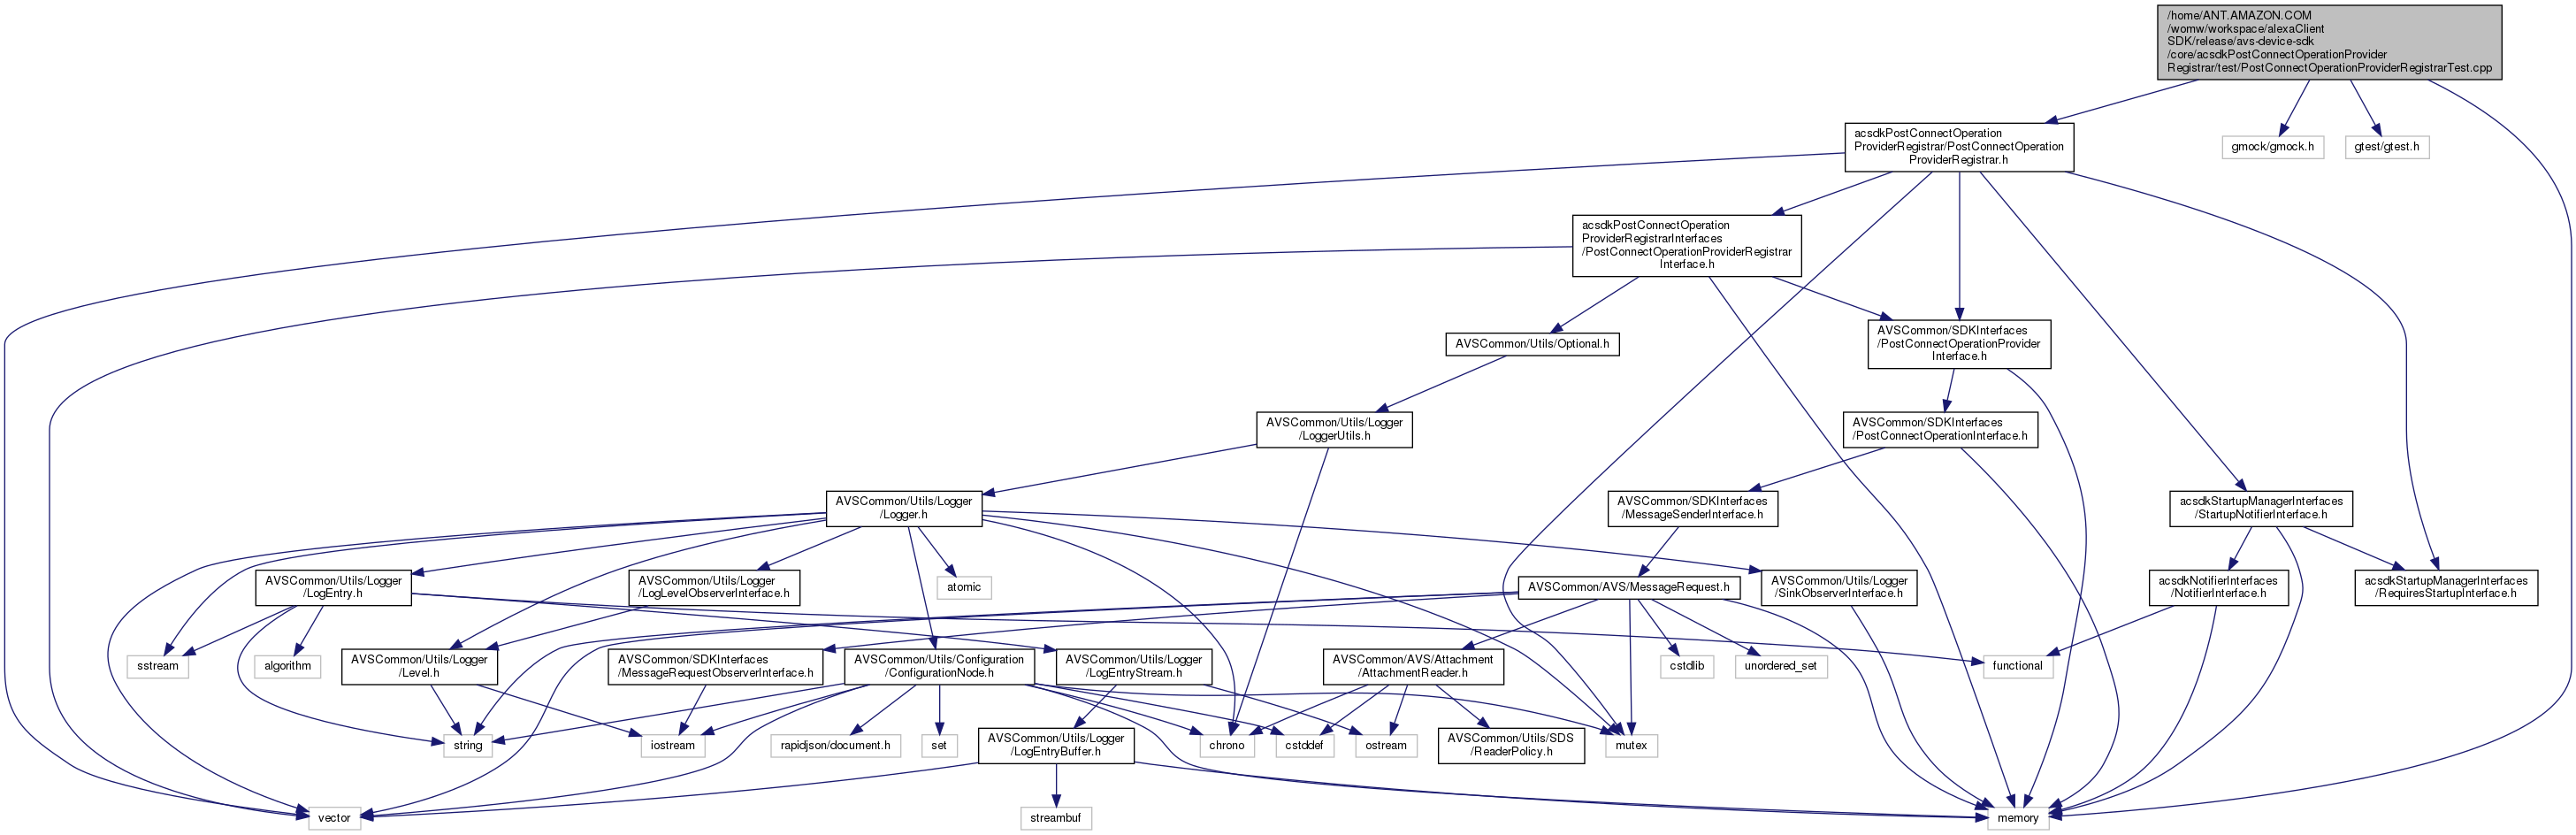 /home/ANT.AMAZON.COM
/womw/workspace/alexaClient
SDK/release/avs-device-sdk
/core/acsdkPostConnectOperationProvider
Registrar/test/PostConnectOperationProviderRegistrarTest.cpp
acsdkPostConnectOperation
ProviderRegistrar/PostConnectOperation
ProviderRegistrar.h
gmock/gmock.h
gtest/gtest.h
acsdkPostConnectOperation
ProviderRegistrarInterfaces
/PostConnectOperationProviderRegistrar
Interface.h
AVSCommon/Utils/Optional.h
AVSCommon/SDKInterfaces
/PostConnectOperationProvider
Interface.h
AVSCommon/Utils/Logger
/LoggerUtils.h
AVSCommon/SDKInterfaces
/PostConnectOperationInterface.h
AVSCommon/Utils/Logger
/Logger.h
AVSCommon/SDKInterfaces
/MessageSenderInterface.h
acsdkStartupManagerInterfaces
/StartupNotifierInterface.h
AVSCommon/Utils/Logger
/LogEntry.h
AVSCommon/Utils/Logger
/LogLevelObserverInterface.h
atomic
AVSCommon/AVS/MessageRequest.h
AVSCommon/Utils/Logger
/SinkObserverInterface.h
acsdkNotifierInterfaces
/NotifierInterface.h
acsdkStartupManagerInterfaces
/RequiresStartupInterface.h
sstream
algorithm
AVSCommon/Utils/Logger
/Level.h
AVSCommon/SDKInterfaces
/MessageRequestObserverInterface.h
AVSCommon/Utils/Configuration
/ConfigurationNode.h
AVSCommon/Utils/Logger
/LogEntryStream.h
AVSCommon/AVS/Attachment
/AttachmentReader.h
cstdlib
unordered_set
functional
string
iostream
rapidjson/document.h
set
AVSCommon/Utils/Logger
/LogEntryBuffer.h
chrono
cstddef
ostream
AVSCommon/Utils/SDS
/ReaderPolicy.h
mutex
vector
streambuf
memory